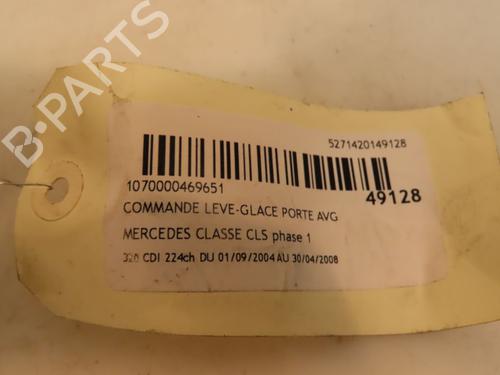 B-PARTS
5271420149128
1070000469651
49128
COMMANDE LEVE-GLACE PORTE AVG
MERCEDES CLASSE CLS phase 1
320 CDI 224ch DU 01/09/2004 AU 30/04/2008